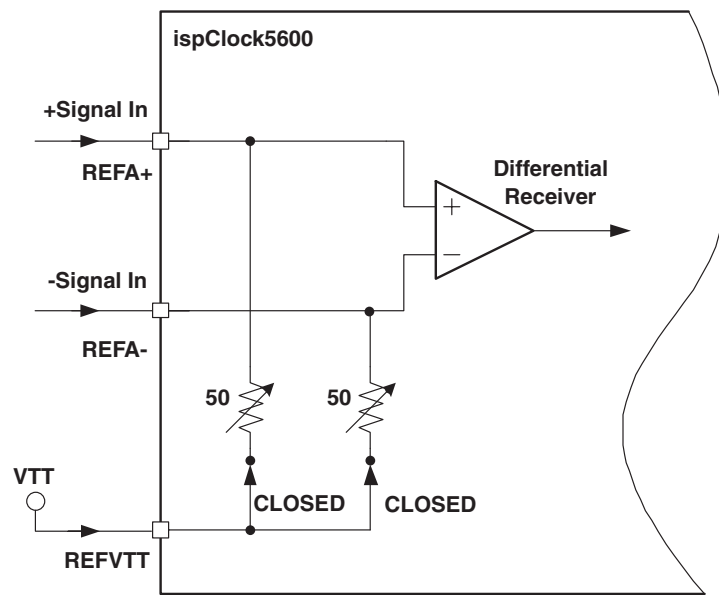 ispClock5600
+Signal In
REFA+
Differential
Receiver
+
−
-Signal In
REFA-
50
50
VTT
CLOSED
CLOSED
REFVTT